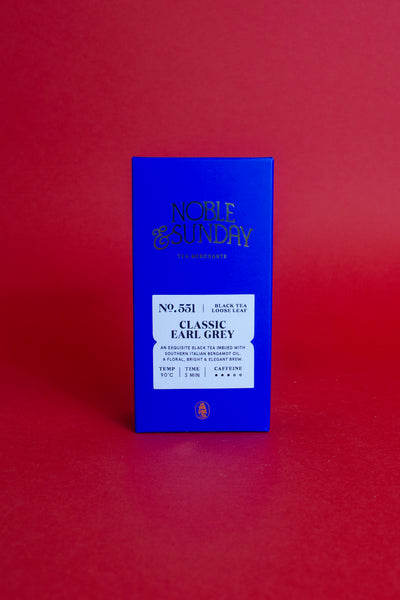 NOBLE
& SUNDAY
TEA MERCHANTS
No. 551 | BLACK TEA
LOOSE LEAF
CLASSIC
EARL GREY
AN EXQUISITE BLACK TEA IMBUED WITH
SOUTHERN ITALIAN BERGAMOT OIL.
A FLORAL, BRIGHT & ELEGANT BREW.
TEMP | TIME | CAFFEINE
90°C | 3 MIN